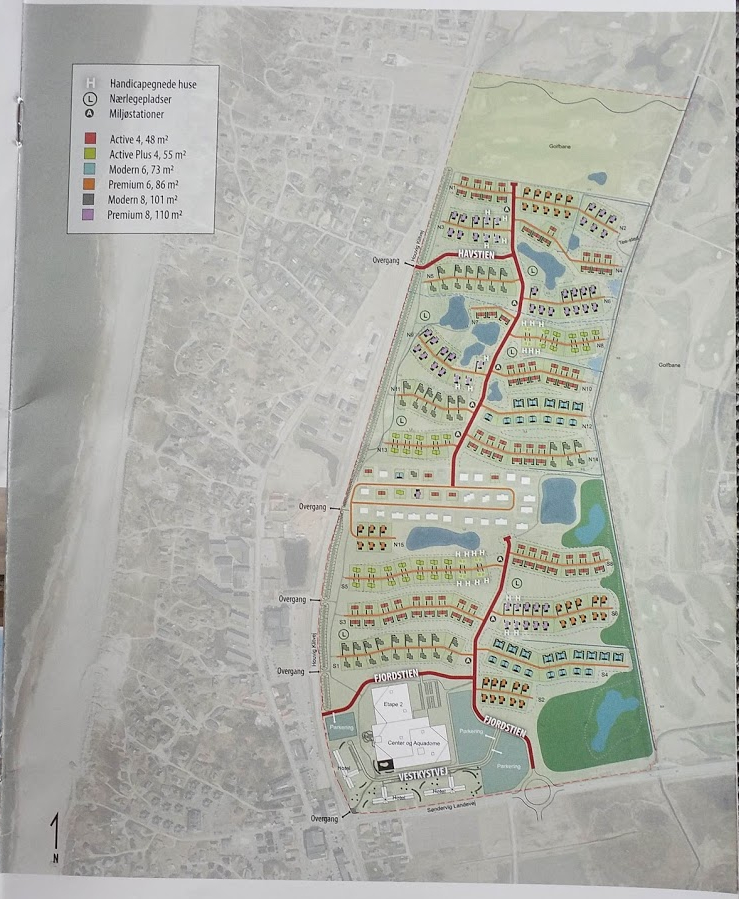 H Handicapegnede huse
L Nærlegepladser
A Miljøstationer
Active 4, 48 m²
Active Plus 4, 55 m²
Modern 6, 73 m²
Premium 6, 86 m²
Modern 8, 101 m²
Premium 8, 110 m²
Golfbane
N1
N2
N3
Houvig Klitvej
Overgang
HAVSTIEN
N4
N5
N6
N7
N8
N9
Golfbane
N10
N11
N12
N13
N14
Overgang
N15
S5
S6
Overgang
S3
Houvig Klitvej
S1
S4
Overgang
FJORDSTIEN
S2
Etape 2
FJORDSTIEN
Parkering
Parkering
Center og Aquadome
Parkering
Hotel
VESTKYSTVEJ
Hotel
Hotel
Søndervig Landevej
Overgang
N